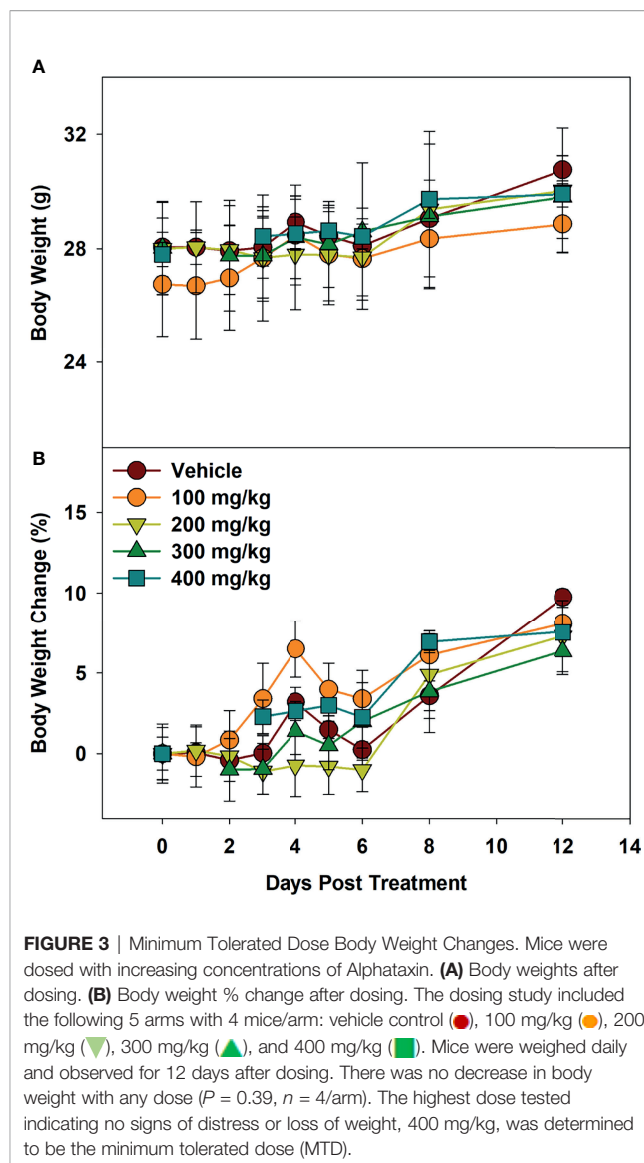 A
32
28
24
Body Weight (g)
B
Vehicle
100 mg/kg
200 mg/kg
300 mg/kg
400 mg/kg
15
10
5
0
Body Weight Change (%)
0 2 4 6 8 10 12 14
Days Post Treatment
FIGURE 3 | Minimum Tolerated Dose Body Weight Changes. Mice were
dosed with increasing concentrations of Alphataxin. (A) Body weights after
dosing. (B) Body weight % change after dosing. The dosing study included
the following 5 arms with 4 mice/arm: vehicle control (●), 100 mg/kg (●), 200
mg/kg (▼), 300 mg/kg (▲), and 400 mg/kg (■). Mice were weighed daily
and observed for 12 days after dosing. There was no decrease in body
weight with any dose (P = 0.39, n = 4/arm). The highest dose tested
indicating no signs of distress or loss of weight, 400 mg/kg, was determined
to be the minimum tolerated dose (MTD).